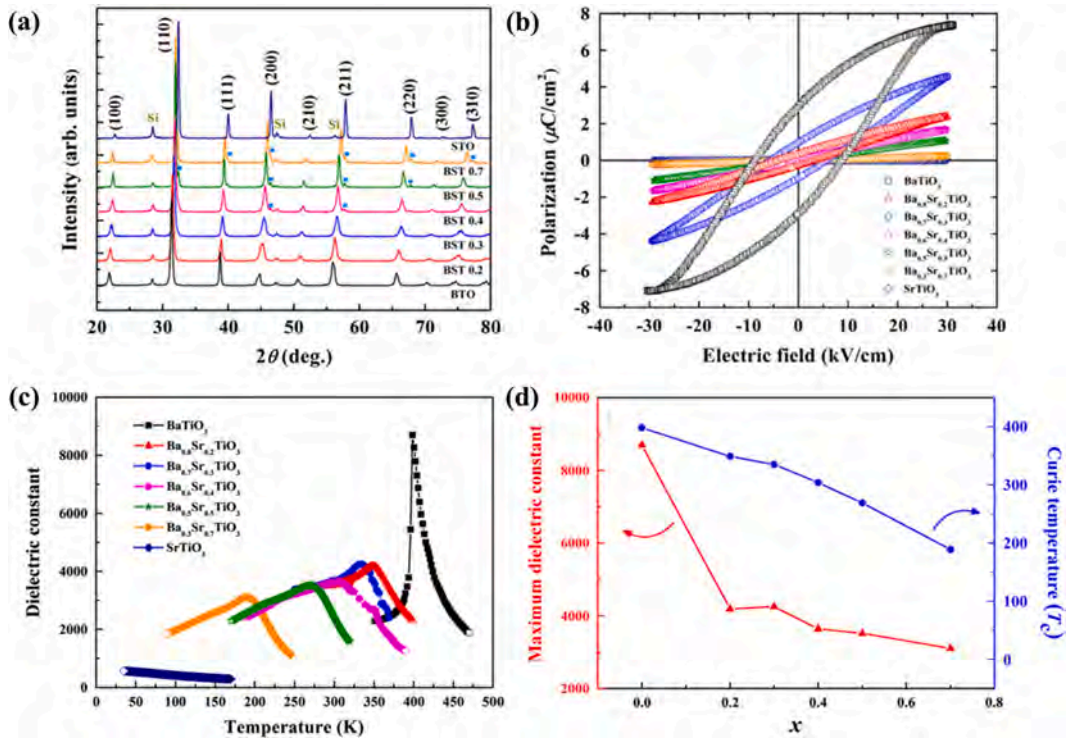 (a)
Intensity (arb. units)
(100)
Si
(110)
(111)
(200)
Si
(210)
Si
(211)
(220)
(300)
(310)
STO
BST 0.7
BST 0.5
BST 0.4
BST 0.3
BST 0.2
BTO
20 30 40 50 60 70 80
2θ (deg.)
(b)
Polarization (μC/cm²)
8
6
4
2
0
-2
-4
-6
-8
BaTiO₃
Ba₀.₈Sr₀.₂TiO₃
Ba₀.₇Sr₀.₃TiO₃
Ba₀.₆Sr₀.₄TiO₃
Ba₀.₅Sr₀.₅TiO₃
Ba₀.₃Sr₀.₇TiO₃
SrTiO₃
-40 -30 -20 -10 0 10 20 30 40
Electric field (kV/cm)
(c)
Dielectric constant
10000
8000
6000
4000
2000
0
BaTiO₃
Ba₀.₈Sr₀.₂TiO₃
Ba₀.₇Sr₀.₃TiO₃
Ba₀.₆Sr₀.₄TiO₃
Ba₀.₅Sr₀.₅TiO₃
Ba₀.₃Sr₀.₇TiO₃
SrTiO₃
0 50 100 150 200 250 300 350 400 450 500
Temperature (K)
(d)
Maximum dielectric constant
10000
8000
6000
4000
2000
400
300
200
100
0
Curie temperature (T_C)
0.0 0.2 0.4 0.6 0.8
x